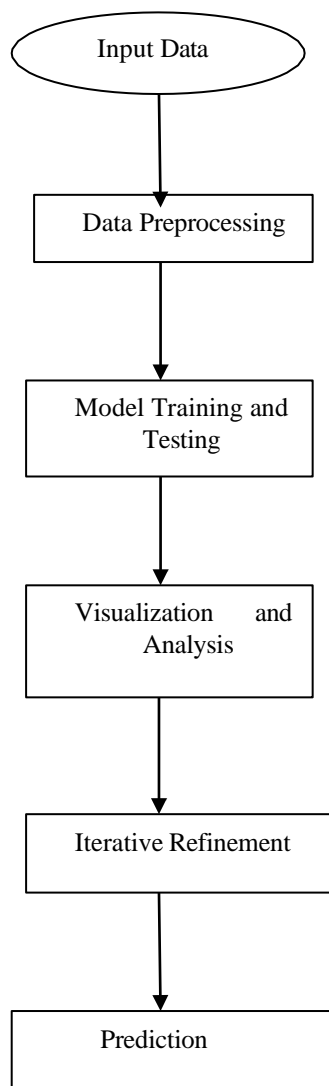 Input Data
Data Preprocessing
Model Training and
Testing
Visualization and
Analysis
Iterative Refinement
Prediction